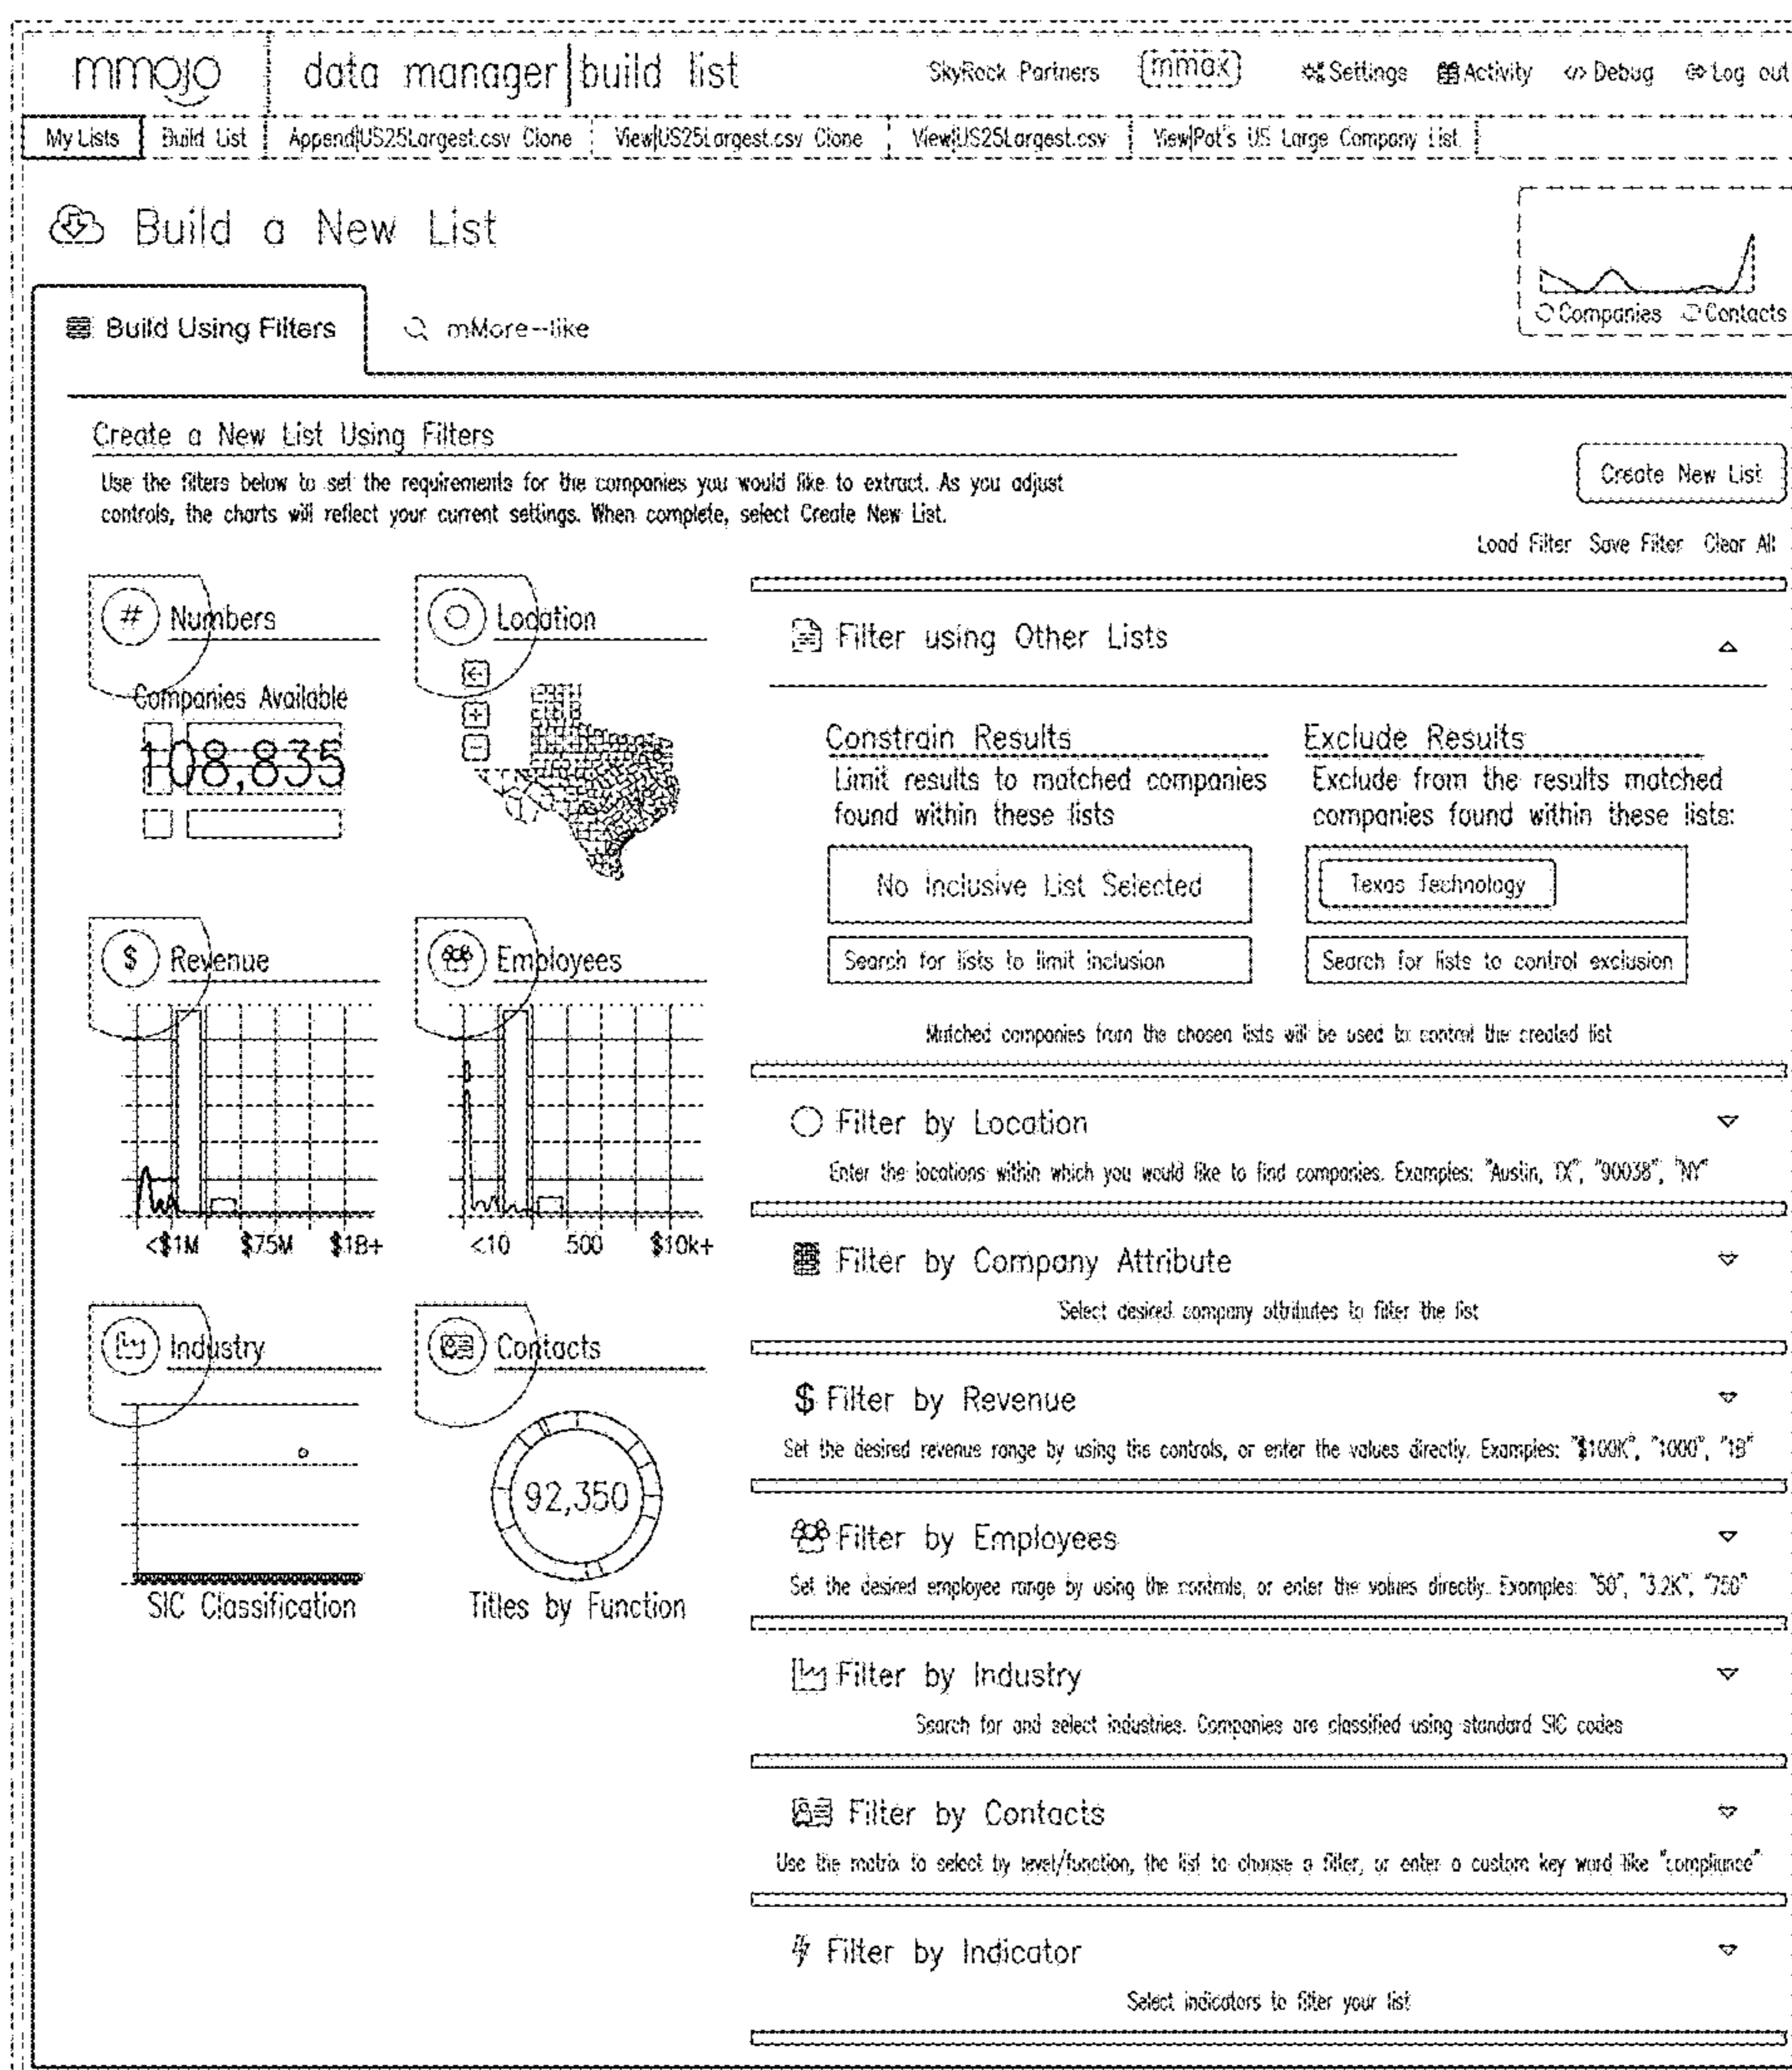 mmojo data manager|build list SkyRock Partners {mmax} Settings Activity </> Debug Log out
My Lists Build List Append|US25Largest.csv Clone View|US25Largest.csv Clone View|US25Largest.csv View|Pat's US Large Company List
Build a New List
Companies Contacts
Build Using Filters mMore--like
Create a New List Using Filters
Use the filters below to set the requirements for the companies you would like to extract. As you adjust
controls, the charts will reflect your current settings. When complete, select Create New List.
Create New List
Load Filter Save Filter Clear All
# Numbers
Companies Available
108,835
Location
$ Revenue
<$1M $75M $1B+
Employees
<10 500 $10k+
Industry
SIC Classification
Contacts
92,350
Titles by Function
Filter using Other Lists
Constrain Results
Limit results to matched companies
found within these lists
No Inclusive List Selected
Search for lists to limit inclusion
Exclude Results
Exclude from the results matched
companies found within these lists:
Texas Technology
Search for lists to control exclusion
Matched companies from the chosen lists will be used to control the created list
Filter by Location
Enter the locations within which you would like to find companies. Examples: "Austin, TX", "90038", "NY"
Filter by Company Attribute
Select desired company attributes to filter the list
$ Filter by Revenue
Set the desired revenue range by using the controls, or enter the values directly. Examples: "$100K", "1000", "1B"
Filter by Employees
Set the desired employee range by using the controls, or enter the values directly. Examples: "50", "3.2K", "750"
Filter by Industry
Search for and select industries. Companies are classified using standard SIC codes
Filter by Contacts
Use the matrix to select by level/function, the list to choose a filter, or enter a custom key word like "compliance"
Filter by Indicator
Select indicators to filter your list